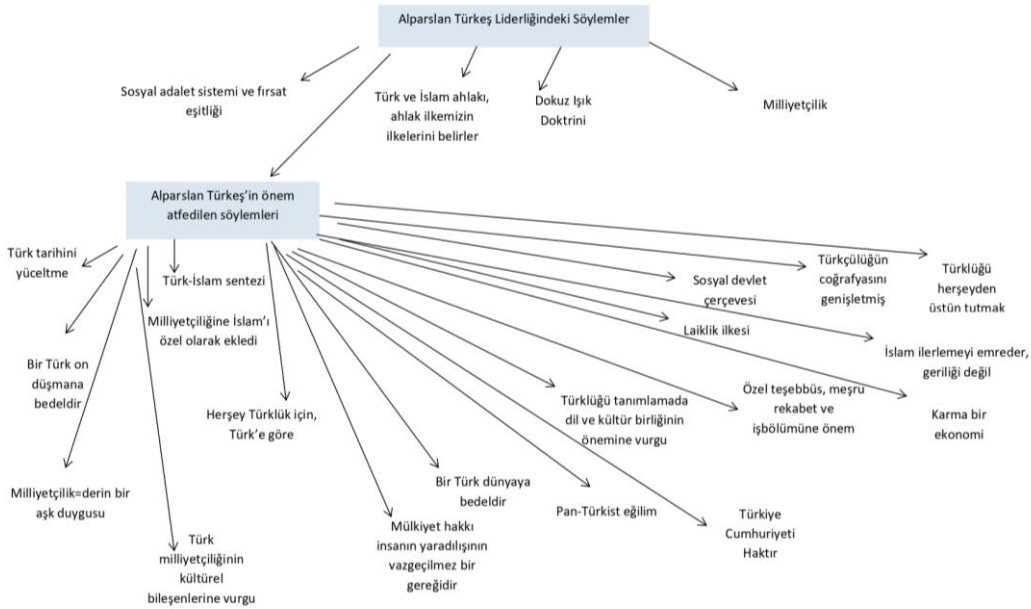 Alparslan Türkeş Liderliğindeki Söylemler
Sosyal adalet sistemi ve fırsat
eşitliği
Türk ve İslam ahlakı,
ahlak ilkemizin
ilkelerini belirler
Dokuz Işık
Doktrini
Milliyetçilik
Alparslan Türkeş’in önem
atfedilen söylemleri
Türk tarihini
yüceltme
Türk-İslam sentezi
Milliyetçiliğine İslam’ı
özel olarak ekledi
Bir Türk on
düşmana
bedeldir
Herşey Türklük için,
Türk’e göre
Milliyetçilik=derin bir
aşk duygusu
Türk
milliyetçiliğinin
kültürel
bileşenlerine vurgu
Mülkiyet hakkı
insanın yaradılışının
vazgeçilmez bir
gereğidir
Bir Türk dünyaya
bedeldir
Pan-Türkist eğilim
Türklüğü tanımlamada
dil ve kültür birliğinin
önemine vurgu
Türkiye
Cumhuriyeti
Haktır
Özel teşebbüs, meşru
rekabet ve
işbölümüne önem
Karma bir
ekonomi
İslam ilerlemeyi emreder,
geriliği değil
Laiklik ilkesi
Sosyal devlet
çerçevesi
Türkçülüğün
coğrafyasını
genişletmiş
Türklüğü
herşeyden
üstün tutmak